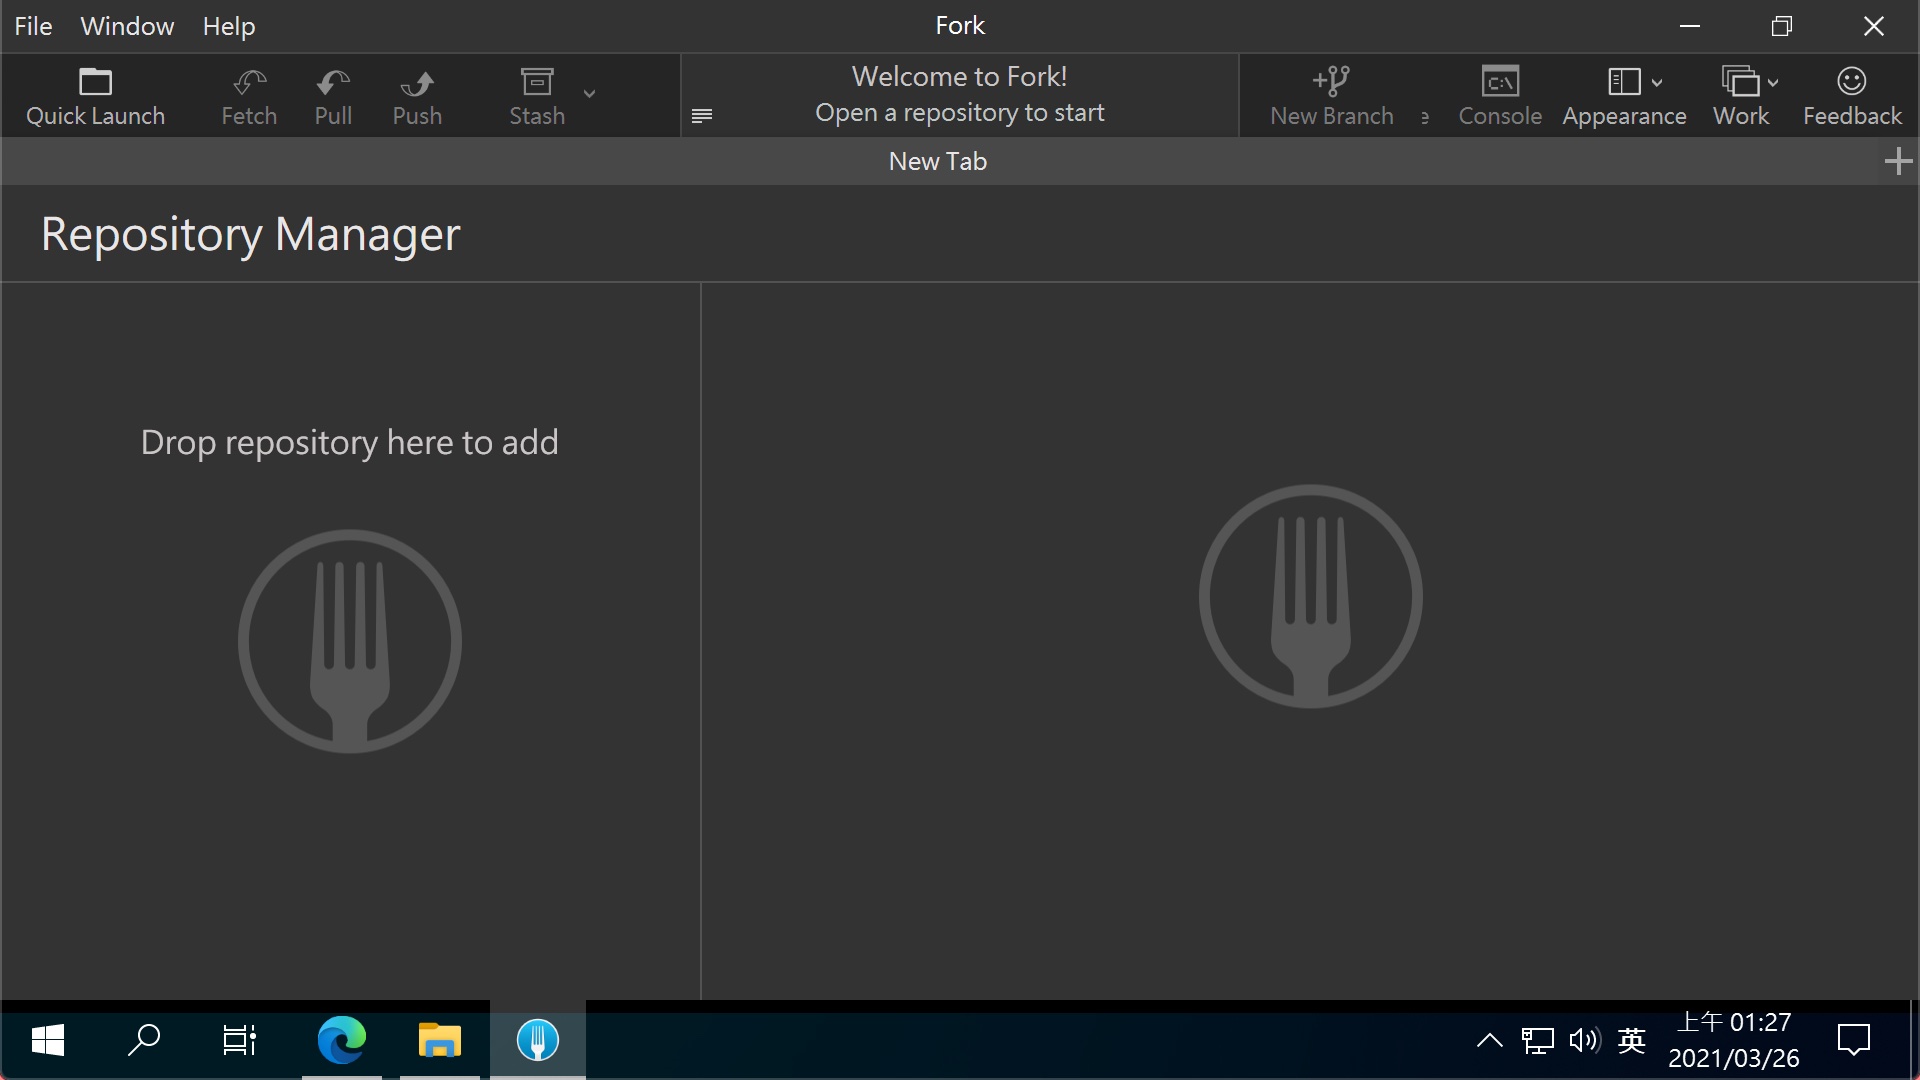 File Window Help
Fork
Quick Launch
Fetch
Pull
Push
Stash
Welcome to Fork!
Open a repository to start
New Branch
Console
C:\
Appearance
Work
Feedback
New Tab
Repository Manager
Drop repository here to add
英
上午 01:27
2021/03/26